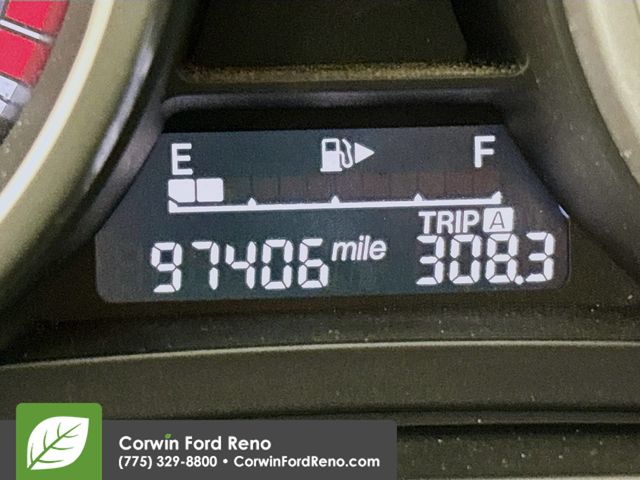 E F
TRIP A
97406 mile 308.3
Corwin Ford Reno
(775) 329-8800 • CorwinFordReno.com